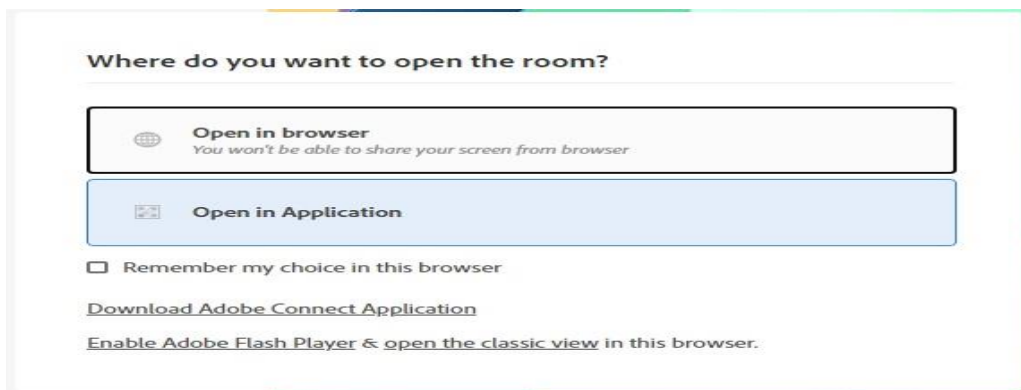 Where do you want to open the room?
Open in browser
You won't be able to share your screen from browser
Open in Application
Remember my choice in this browser
Download Adobe Connect Application
Enable Adobe Flash Player & open the classic view in this browser.